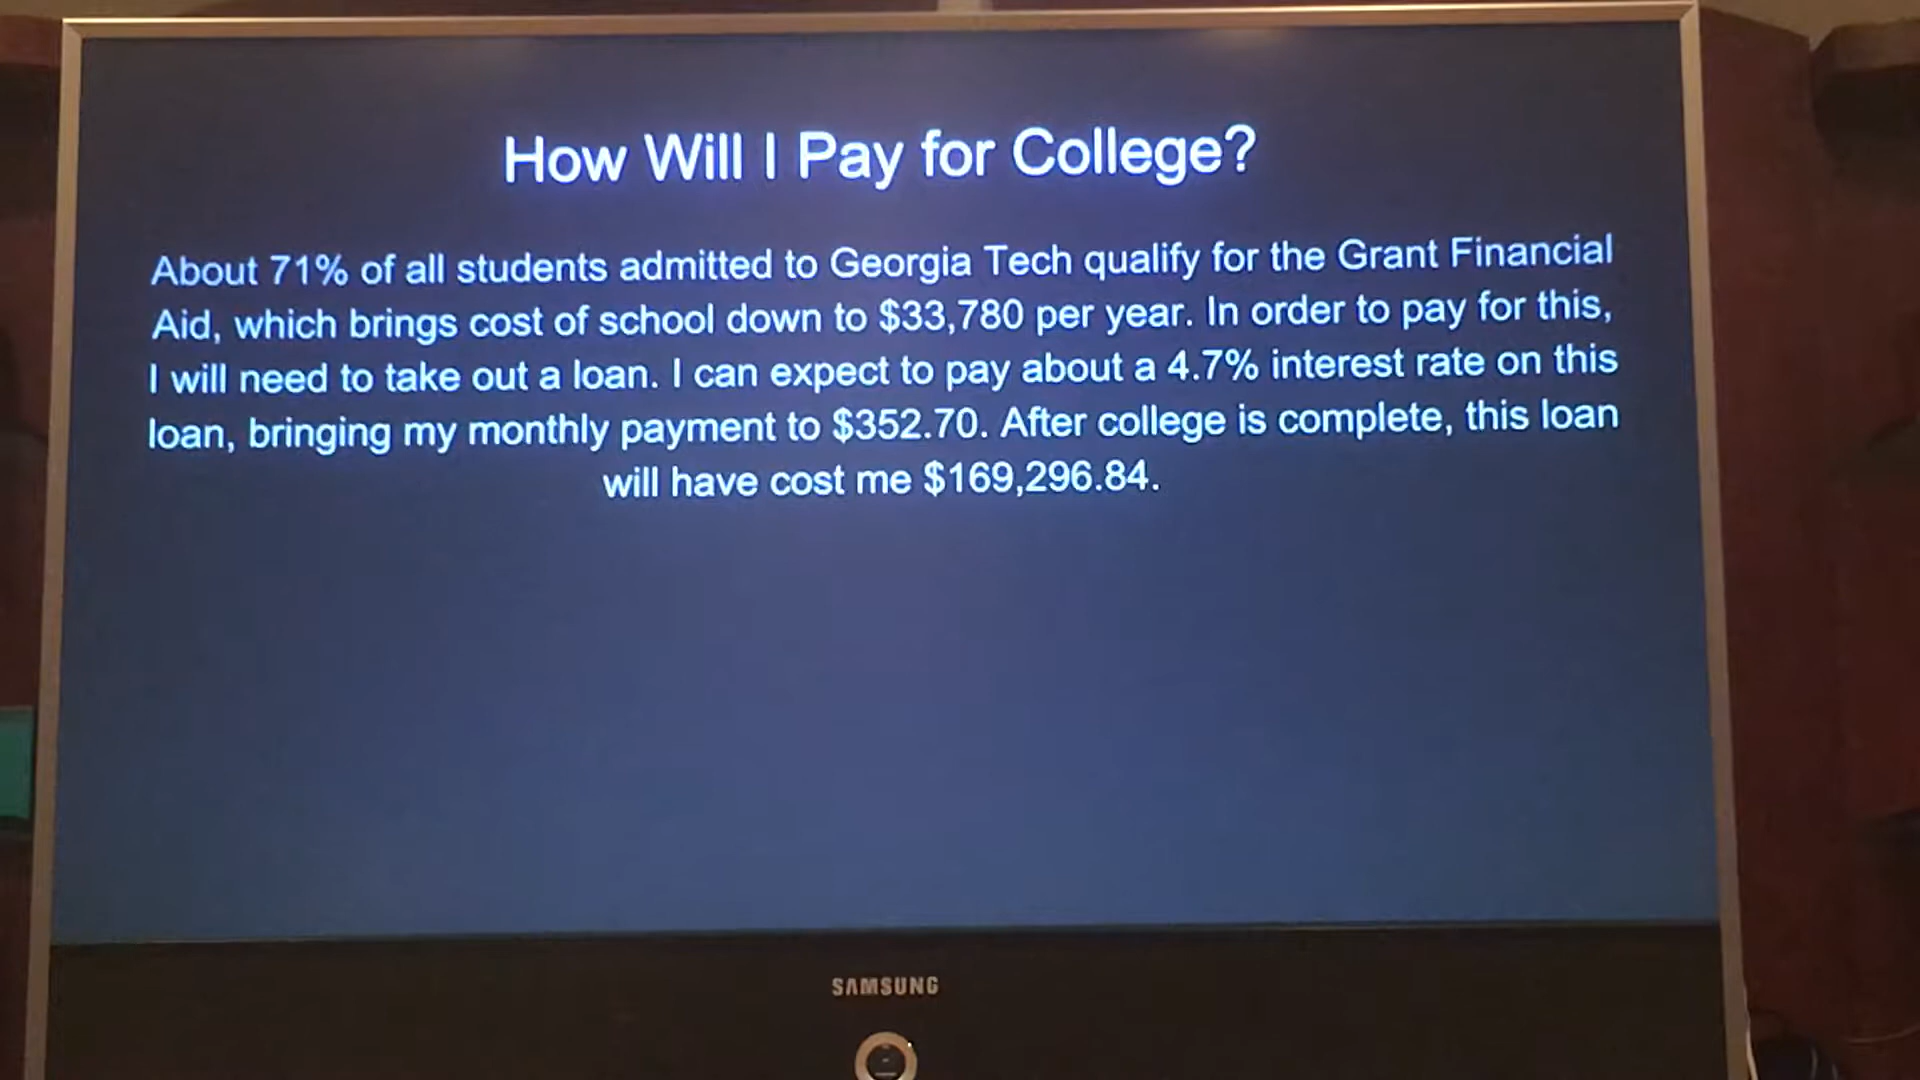 How Will I Pay for College?
About 71% of all students admitted to Georgia Tech qualify for the Grant Financial
Aid, which brings cost of school down to $33,780 per year. In order to pay for this,
I will need to take out a loan. I can expect to pay about a 4.7% interest rate on this
loan, bringing my monthly payment to $352.70. After college is complete, this loan
will have cost me $169,296.84.
SAMSUNG